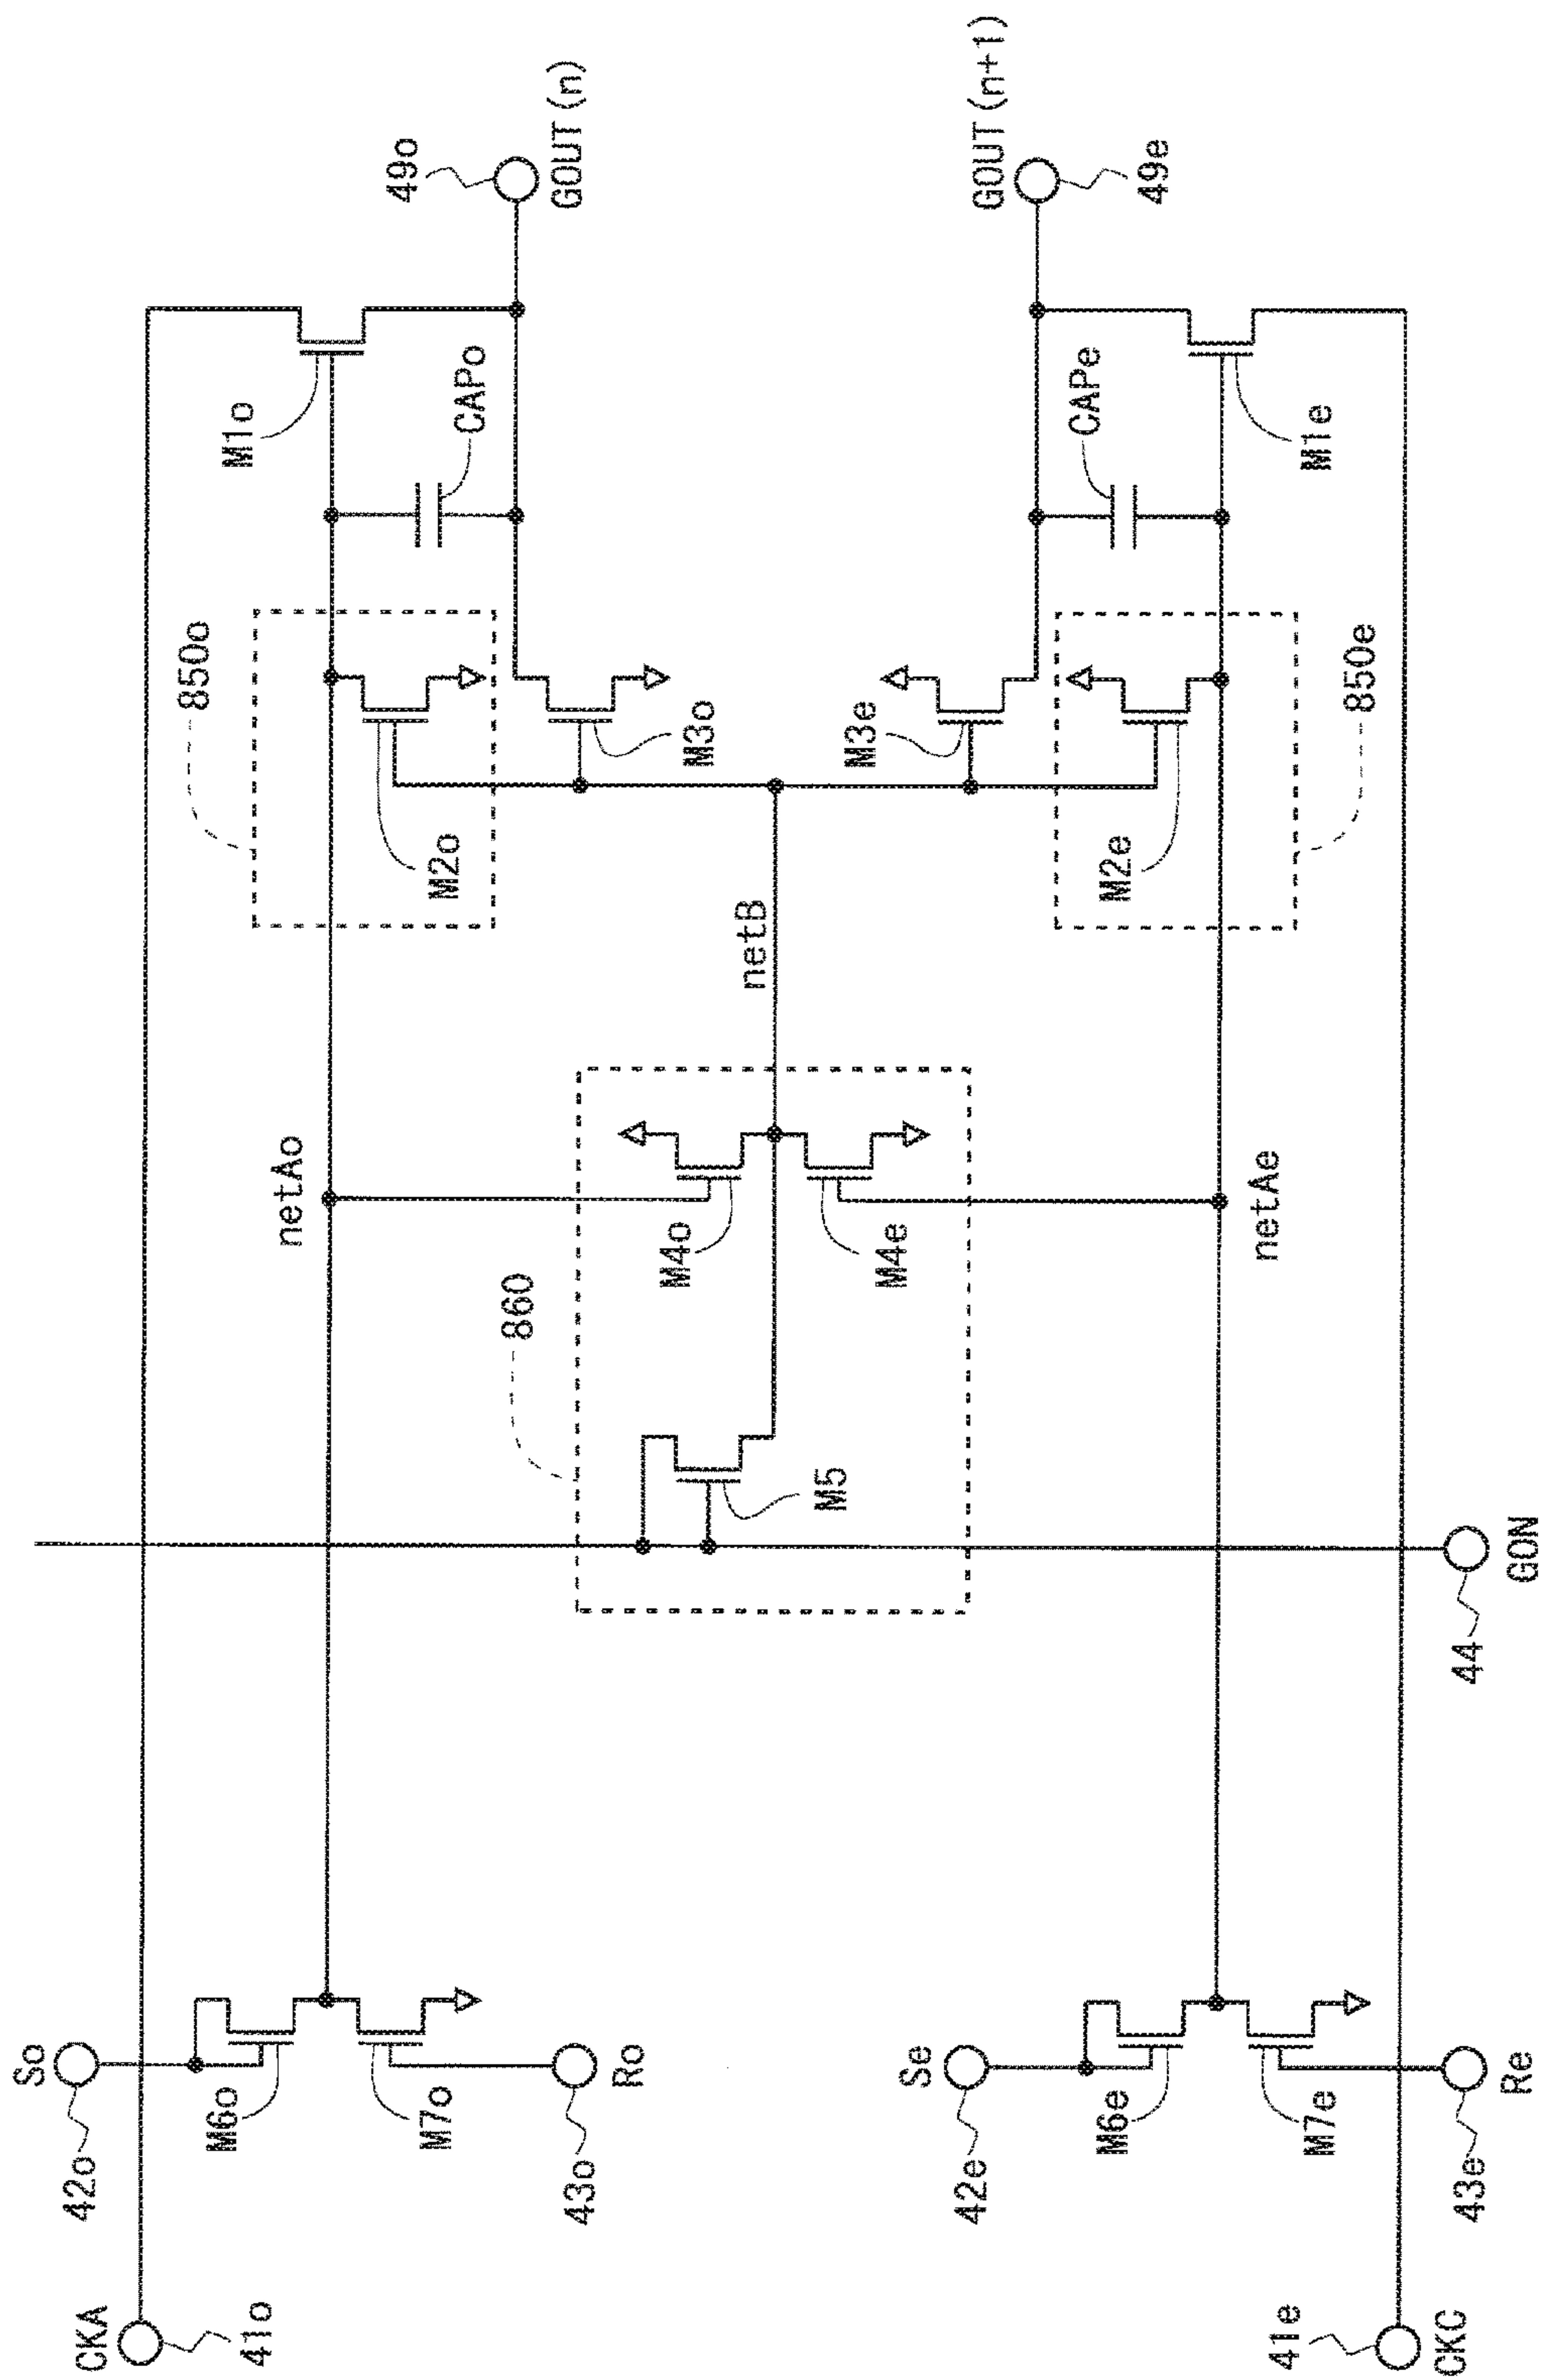 CKA
41o
So
42o
M6o
M7o
43o
Ro
netAo
850o
M2o
M1o
CAPo
49o
GOUT(n)
M3o
860
M4o
M4e
M5
netB
44
GON
GOUT(n+1)
49e
M3e
CAPe
M2e
850e
M1e
netAe
Se
42e
M6e
M7e
43e
Re
41e
CKC